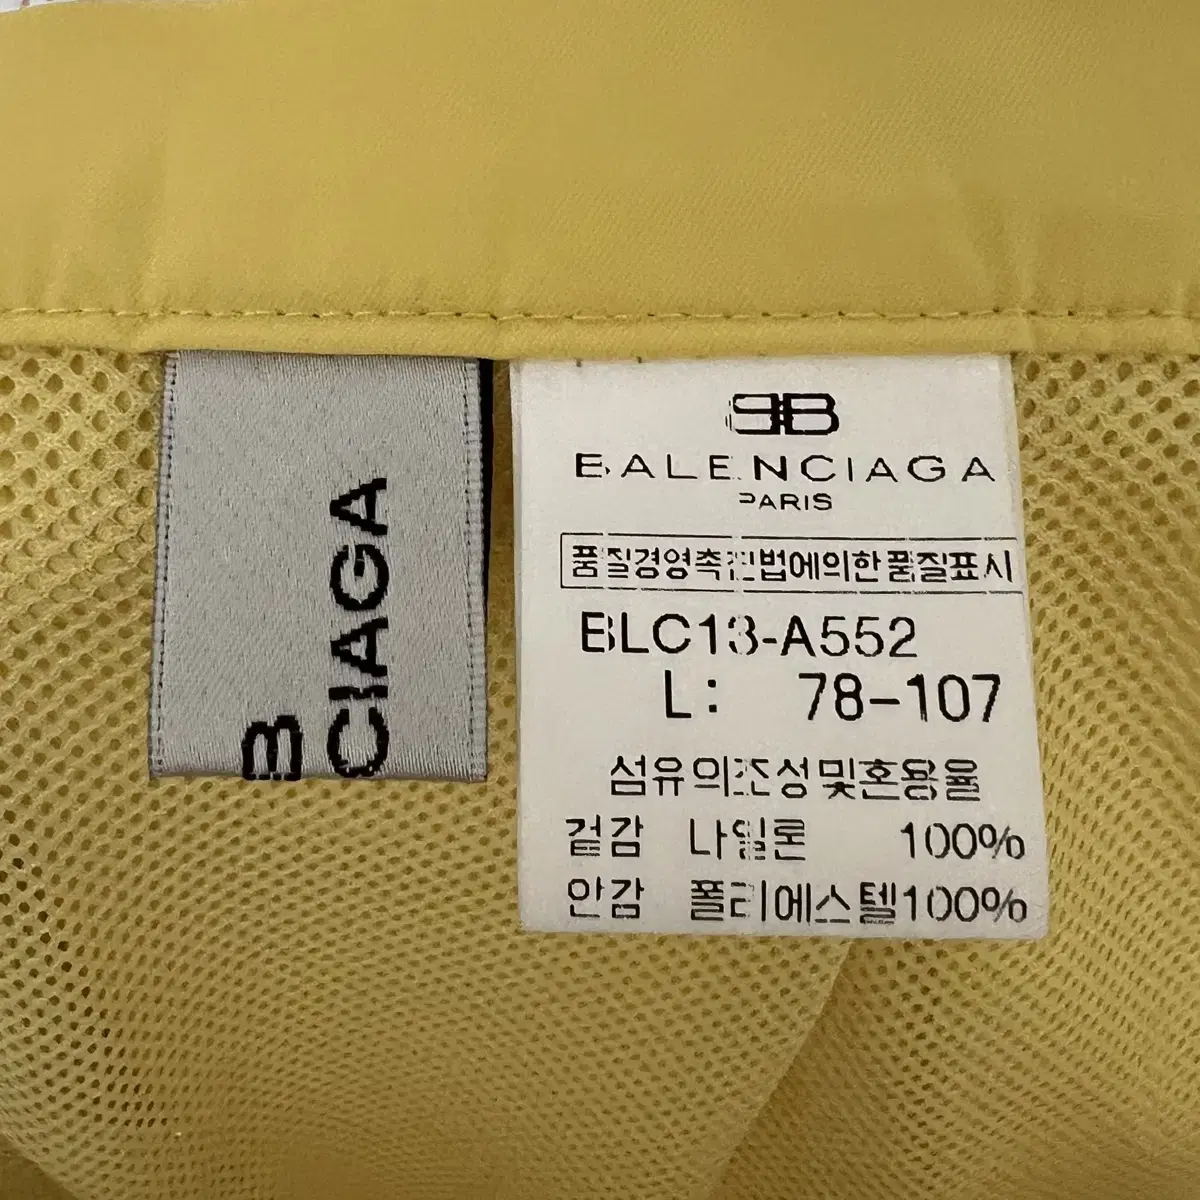 B
CIAGA
BB
BALENCIAGA
PARIS
품질경영촉진법에의한품질표시
BLC13-A552
L: 78-107
섬유의조성및혼용율
겉감 나일론 100%
안감 폴리에스텔100%